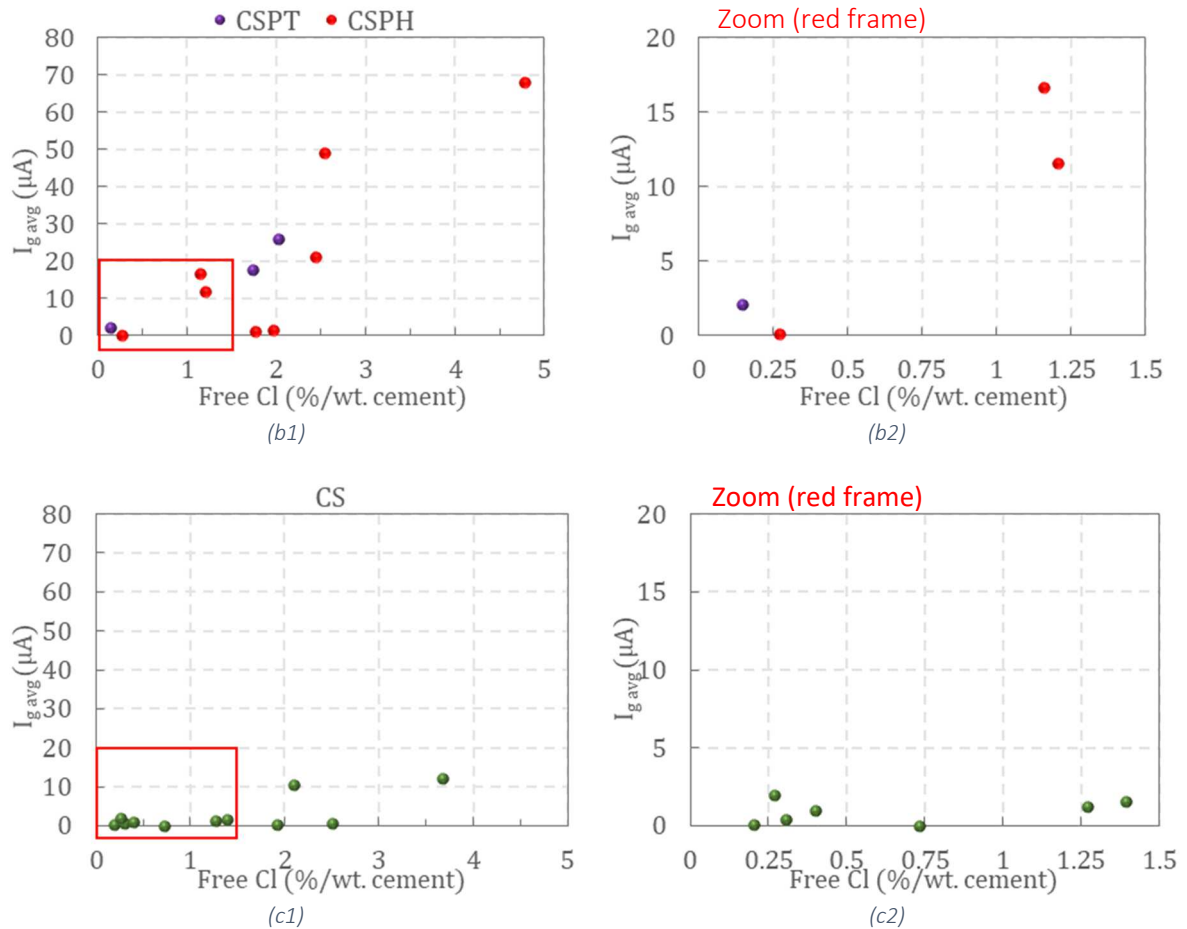 CSPT CSPH
80
70
60
50
40
30
20
10
0
I g avg (µA)
0 1 2 3 4 5
Free Cl (%/wt. cement)
(b1)
Zoom (red frame)
20
15
10
5
0
I g avg (µA)
0 0.25 0.5 0.75 1 1.25 1.5
Free Cl (%/wt. cement)
(b2)
CS
80
70
60
50
40
30
20
10
0
I g avg (µA)
0 1 2 3 4 5
Free Cl (%/wt. cement)
(c1)
Zoom (red frame)
20
15
10
5
0
I g avg (µA)
0 0.25 0.5 0.75 1 1.25 1.5
Free Cl (%/wt. cement)
(c2)